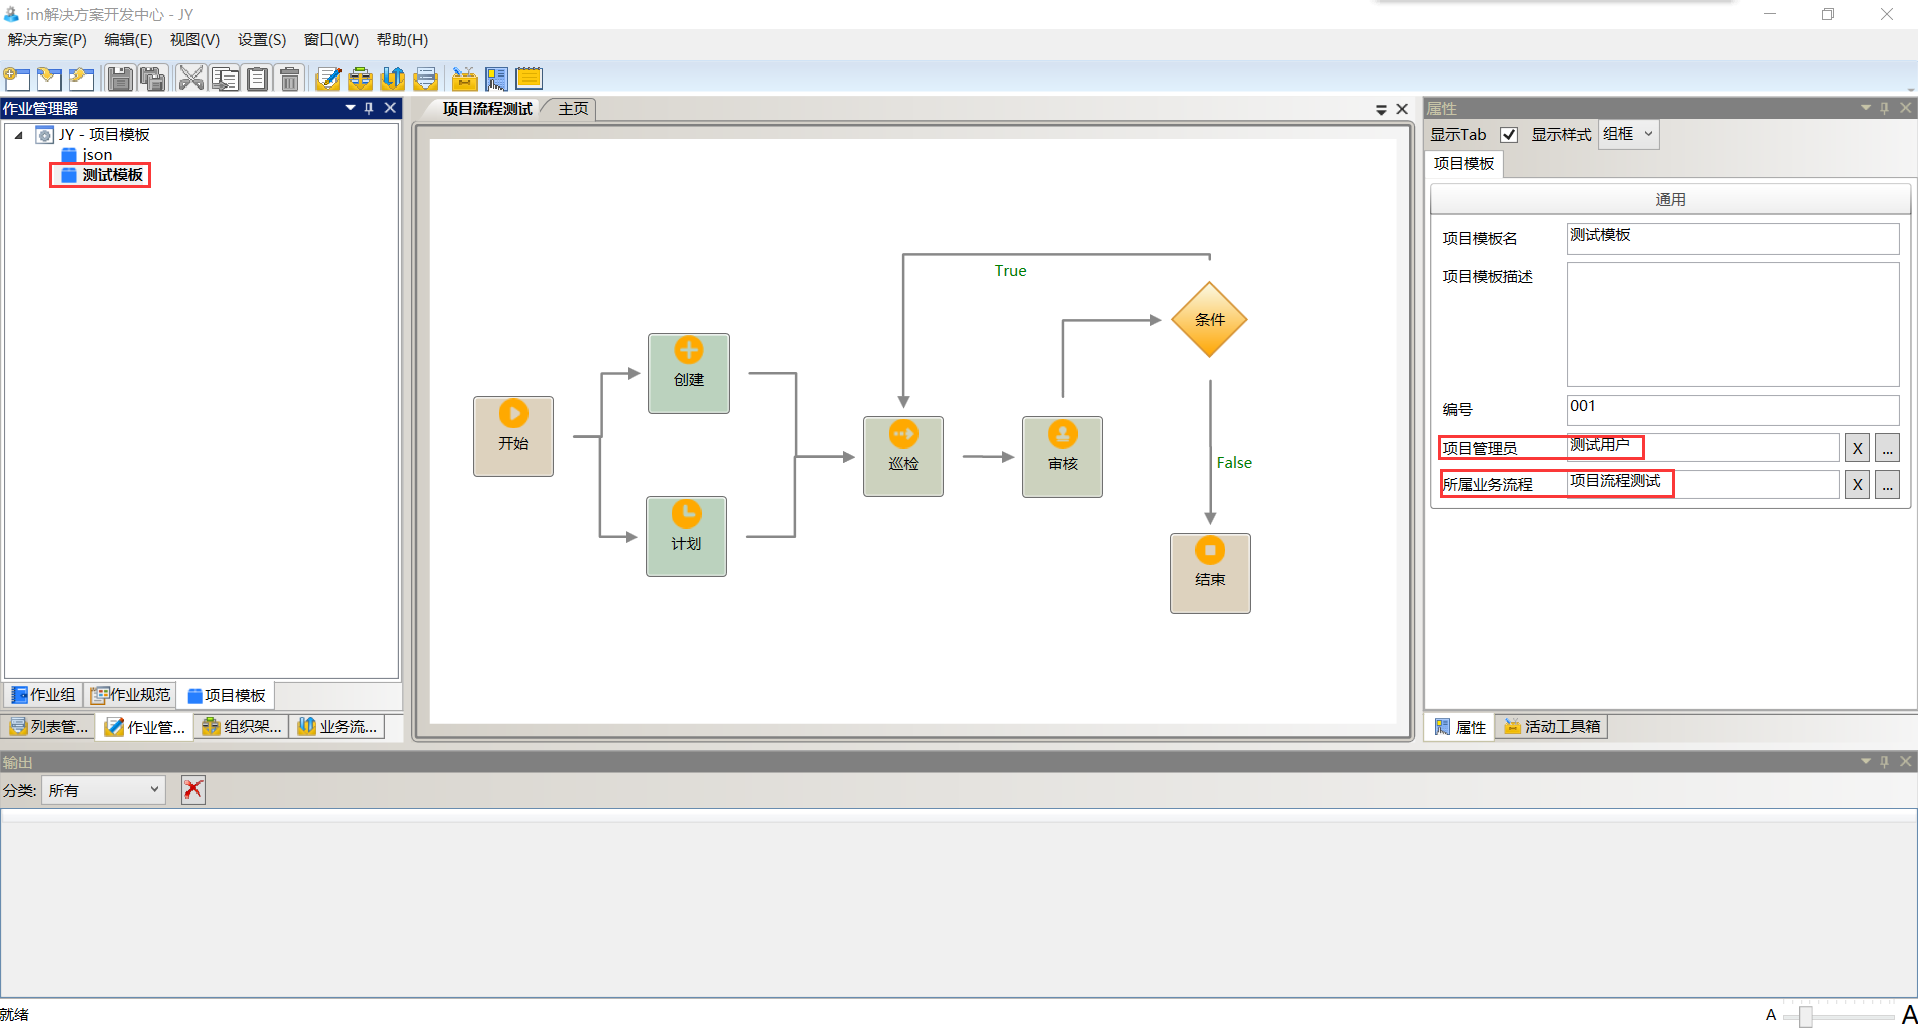 im解决方案开发中心 - JY
解决方案(P) 编辑(E) 视图(V) 设置(S) 窗口(W) 帮助(H)
作业管理器
JY - 项目模板
json
测试模板
作业组 作业规范 项目模板
列表管... 作业管... 组织架... 业务流...
项目流程测试 主页
True
条件
创建
开始
巡检
审核
False
计划
结束
属性
显示Tab 显示样式 组框
项目模板
通用
项目模板名 测试模板
项目模板描述
编号 001
项目管理员 测试用户 X ...
所属业务流程 项目流程测试 X ...
属性 活动工具箱
输出
分类: 所有
就绪
A A